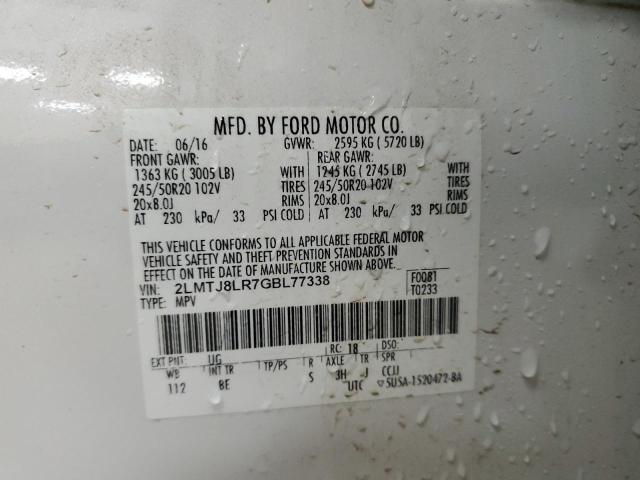 MFD. BY FORD MOTOR CO.
DATE: 06/16 GVWR: 2595 KG ( 5720 LB)
FRONT GAWR: REAR GAWR:
1363 KG ( 3005 LB) WITH 1245 KG ( 2745 LB) WITH
245/50R20 102V TIRES 245/50R20 102V TIRES
20x8.0J RIMS 20x8.0J RIMS
AT 230 kPa/ 33 PSI COLD AT 230 kPa/ 33 PSI COLD
THIS VEHICLE CONFORMS TO ALL APPLICABLE FEDERAL MOTOR
VEHICLE SAFETY AND THEFT PREVENTION STANDARDS IN
EFFECT ON THE DATE OF MANUFACTURE SHOWN ABOVE.
VIN: 2LMTJ8LR7GBL77338 F0081
TYPE: MPV T0233
EXT PNT: UG RC: 18 DSO:
WB INT TR TP/PS R AXLE TR SPR
112 BE S 3H J CCJJ
UTC ▽5U5A-1520472-BA